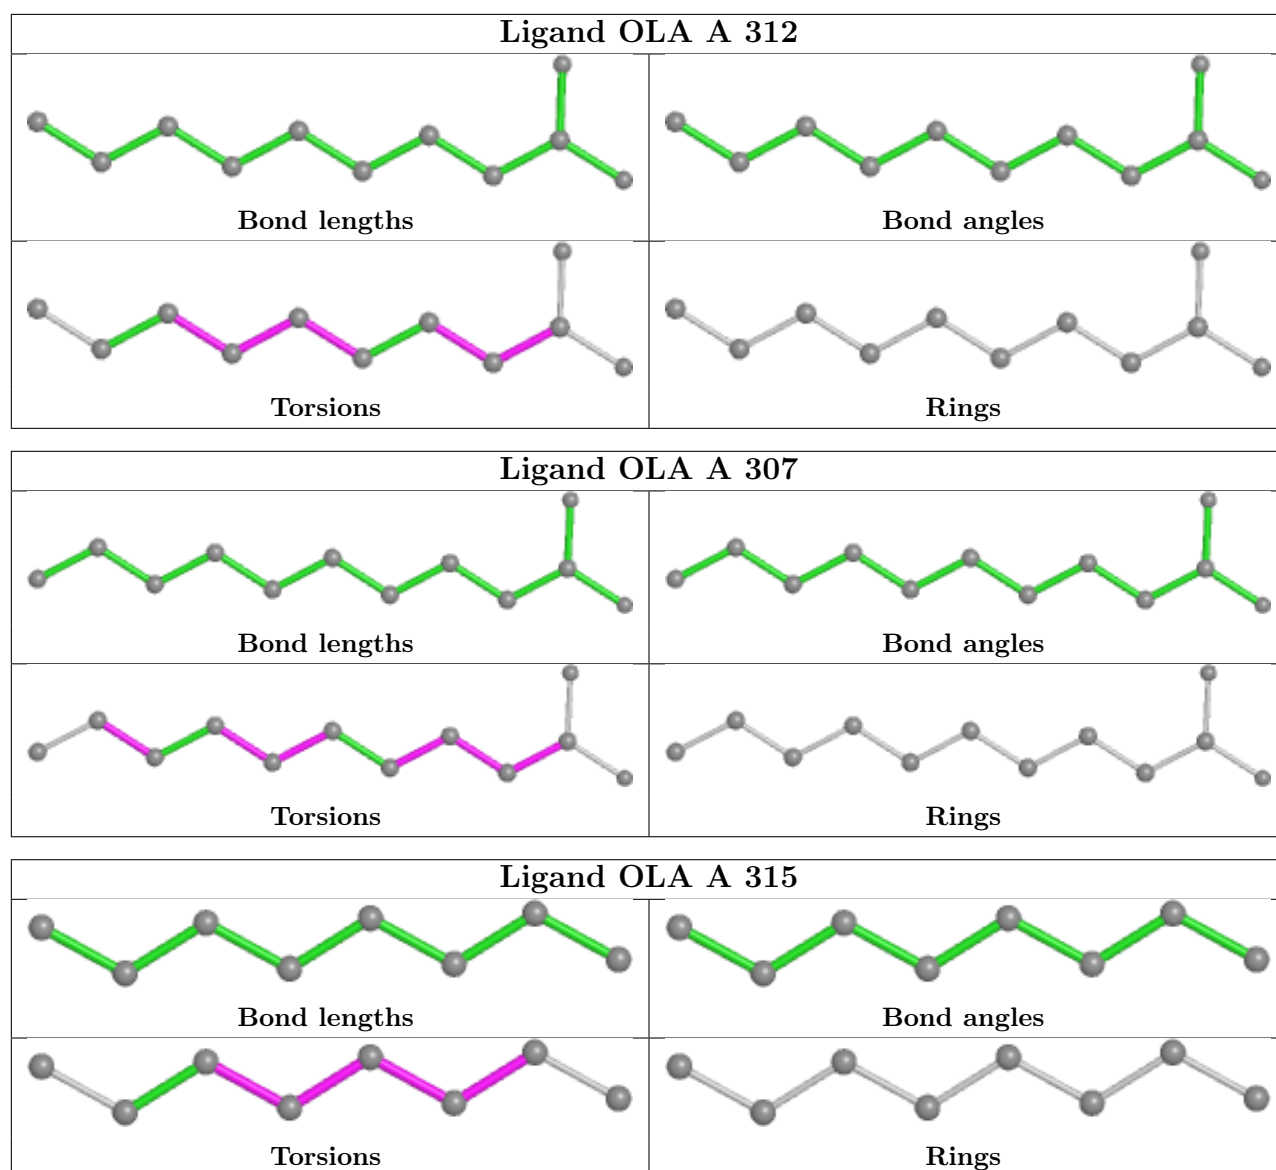 Ligand OLA A 312
Bond lengths
Bond angles
Torsions
Rings
Ligand OLA A 307
Bond lengths
Bond angles
Torsions
Rings
Ligand OLA A 315
Bond lengths
Bond angles
Torsions
Rings